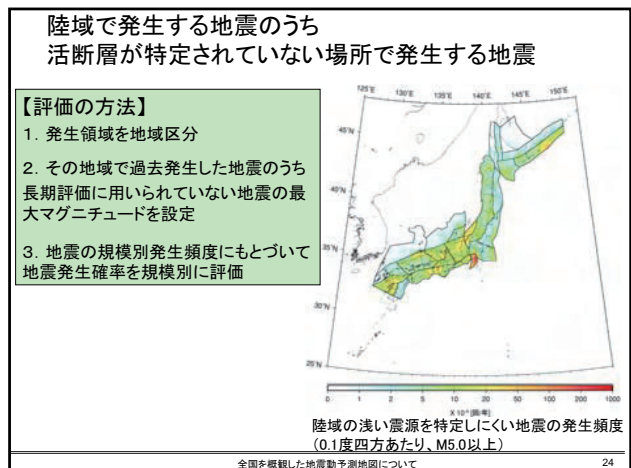 陸域で発生する地震のうち
活断層が特定されていない場所で発生する地震
【評価の方法】
1．発生領域を地域区分
2．その地域で過去発生した地震のうち
長期評価に用いられていない地震の最
大マグニチュードを設定
3．地震の規模別発生頻度にもとづいて
地震発生確率を規模別に評価
125°E 130°E 135°E 140°E 145°E 150°E
45°N
40°N
35°N
30°N
25°N
0 1 2 5 10 20 50 100 200 1000
陸域の浅い震源を特定しにくい地震の発生頻度
（0.1度四方あたり、M5.0以上）
全国を概観した地震動予測地図について 24